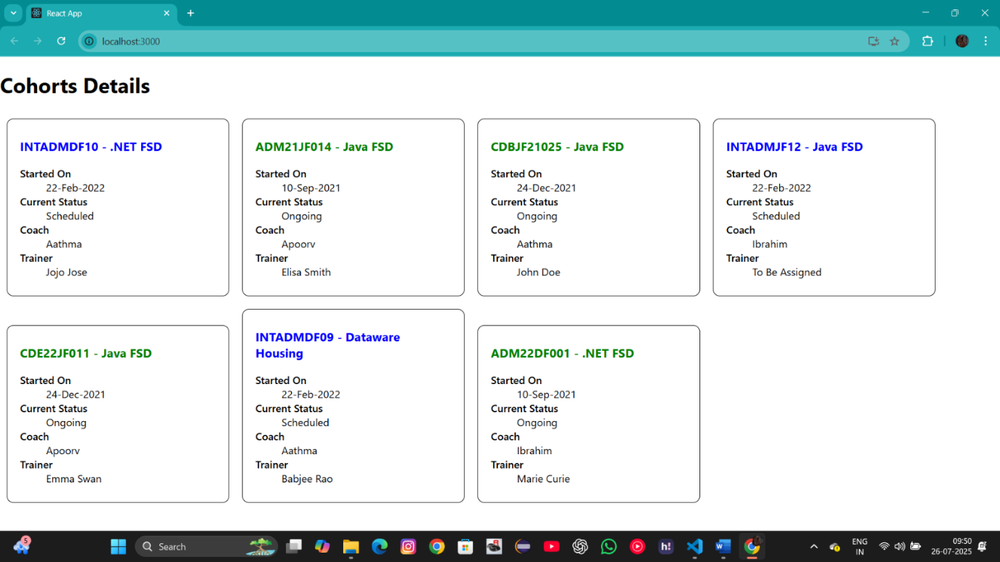 React App
localhost:3000
Cohorts Details
INTADMDF10 - .NET FSD
Started On
22-Feb-2022
Current Status
Scheduled
Coach
Aathma
Trainer
Jojo Jose
ADM21JF014 - Java FSD
Started On
10-Sep-2021
Current Status
Ongoing
Coach
Apoorv
Trainer
Elisa Smith
CDBJF21025 - Java FSD
Started On
24-Dec-2021
Current Status
Ongoing
Coach
Aathma
Trainer
John Doe
INTADMJF12 - Java FSD
Started On
22-Feb-2022
Current Status
Scheduled
Coach
Ibrahim
Trainer
To Be Assigned
CDE22JF011 - Java FSD
Started On
24-Dec-2021
Current Status
Ongoing
Coach
Apoorv
Trainer
Emma Swan
INTADMDF09 - Dataware
Housing
Started On
22-Feb-2022
Current Status
Scheduled
Coach
Aathma
Trainer
Babjee Rao
ADM22DF001 - .NET FSD
Started On
10-Sep-2021
Current Status
Ongoing
Coach
Ibrahim
Trainer
Marie Curie
5
Search
h!
W
ENG
IN
09:50
26-07-2025